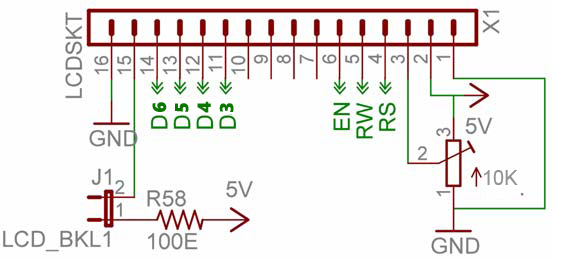 LCDSKT
X1
16 15 14 13 12 11 10 9 8 7 6 5 4 3 2 1
D6 D5 D4 D3 EN RW RS
GND
5V
3
2
10K
1
J1
2
1
R58
5V
LCD_BKL1
100E
GND